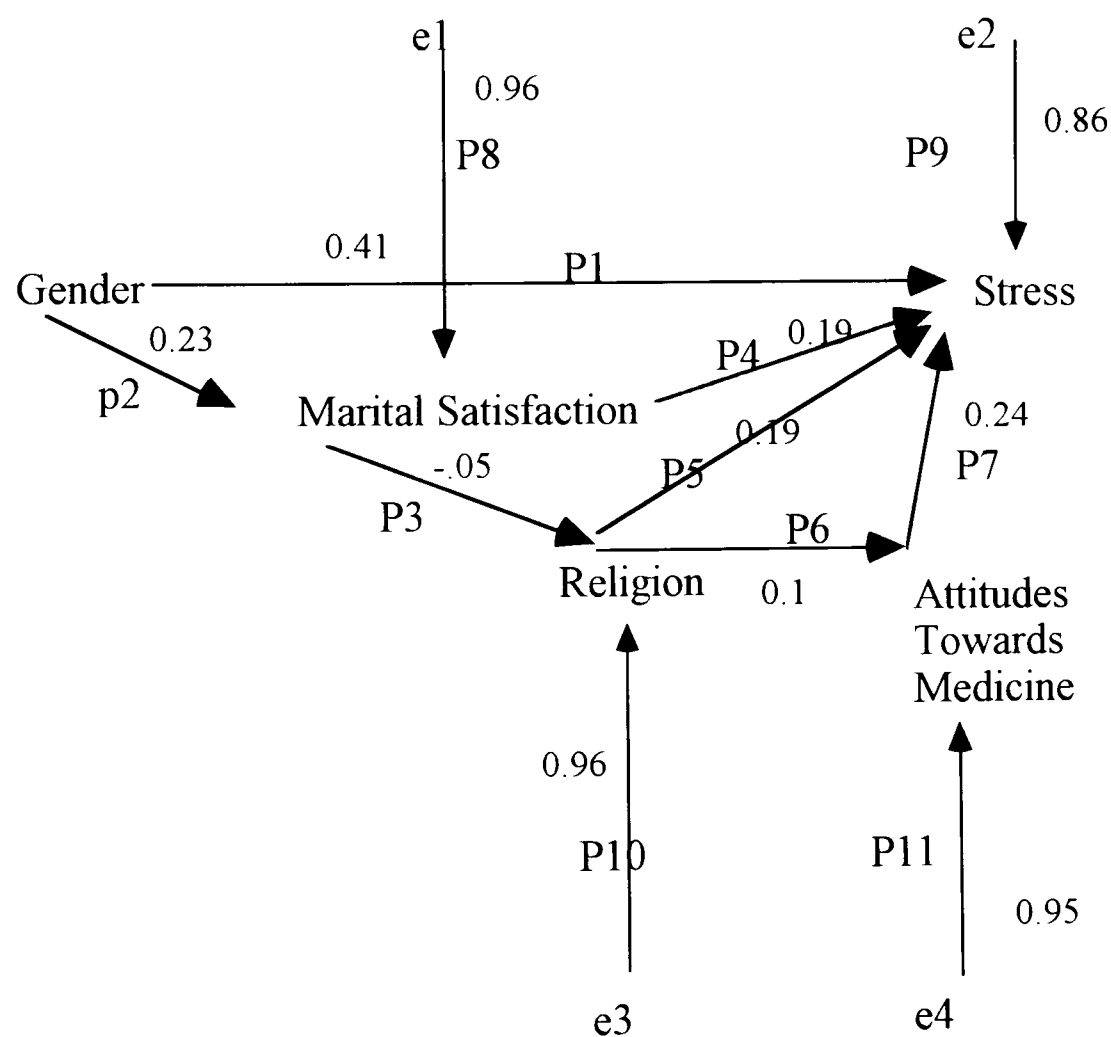 e1
e2
0.96
0.86
P8
P9
0.41
P1
Gender
Stress
0.23
0.19
P4
p2
Marital Satisfaction
0.24
0.19
-.05
P5
P7
P3
P6
Religion
0.1
Attitudes
Towards
Medicine
0.96
P10
P11
0.95
e3
e4